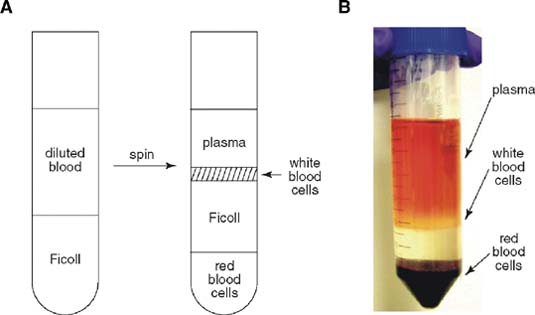 A
diluted
blood
Ficoll
spin
plasma
Ficoll
red
blood
cells
white
blood
cells
B
plasma
white
blood
cells
red
blood
cells